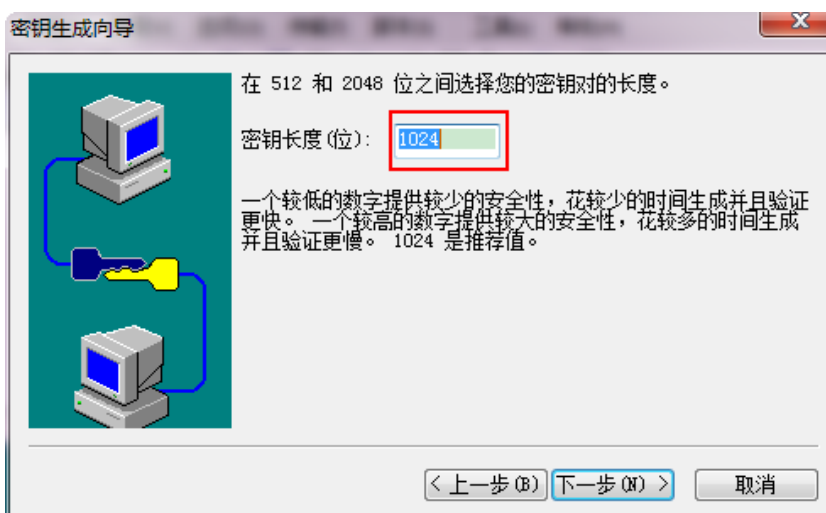 密钥生成向导
在 512 和 2048 位之间选择您的密钥对的长度。
密钥长度(位): 1024
一个较低的数字提供较少的安全性，花较少的时间生成并且验证
更快。 一个较高的数字提供较大的安全性，花较多的时间生成
并且验证更慢。 1024 是推荐值。
< 上一步(B) 下一步(N) > 取消